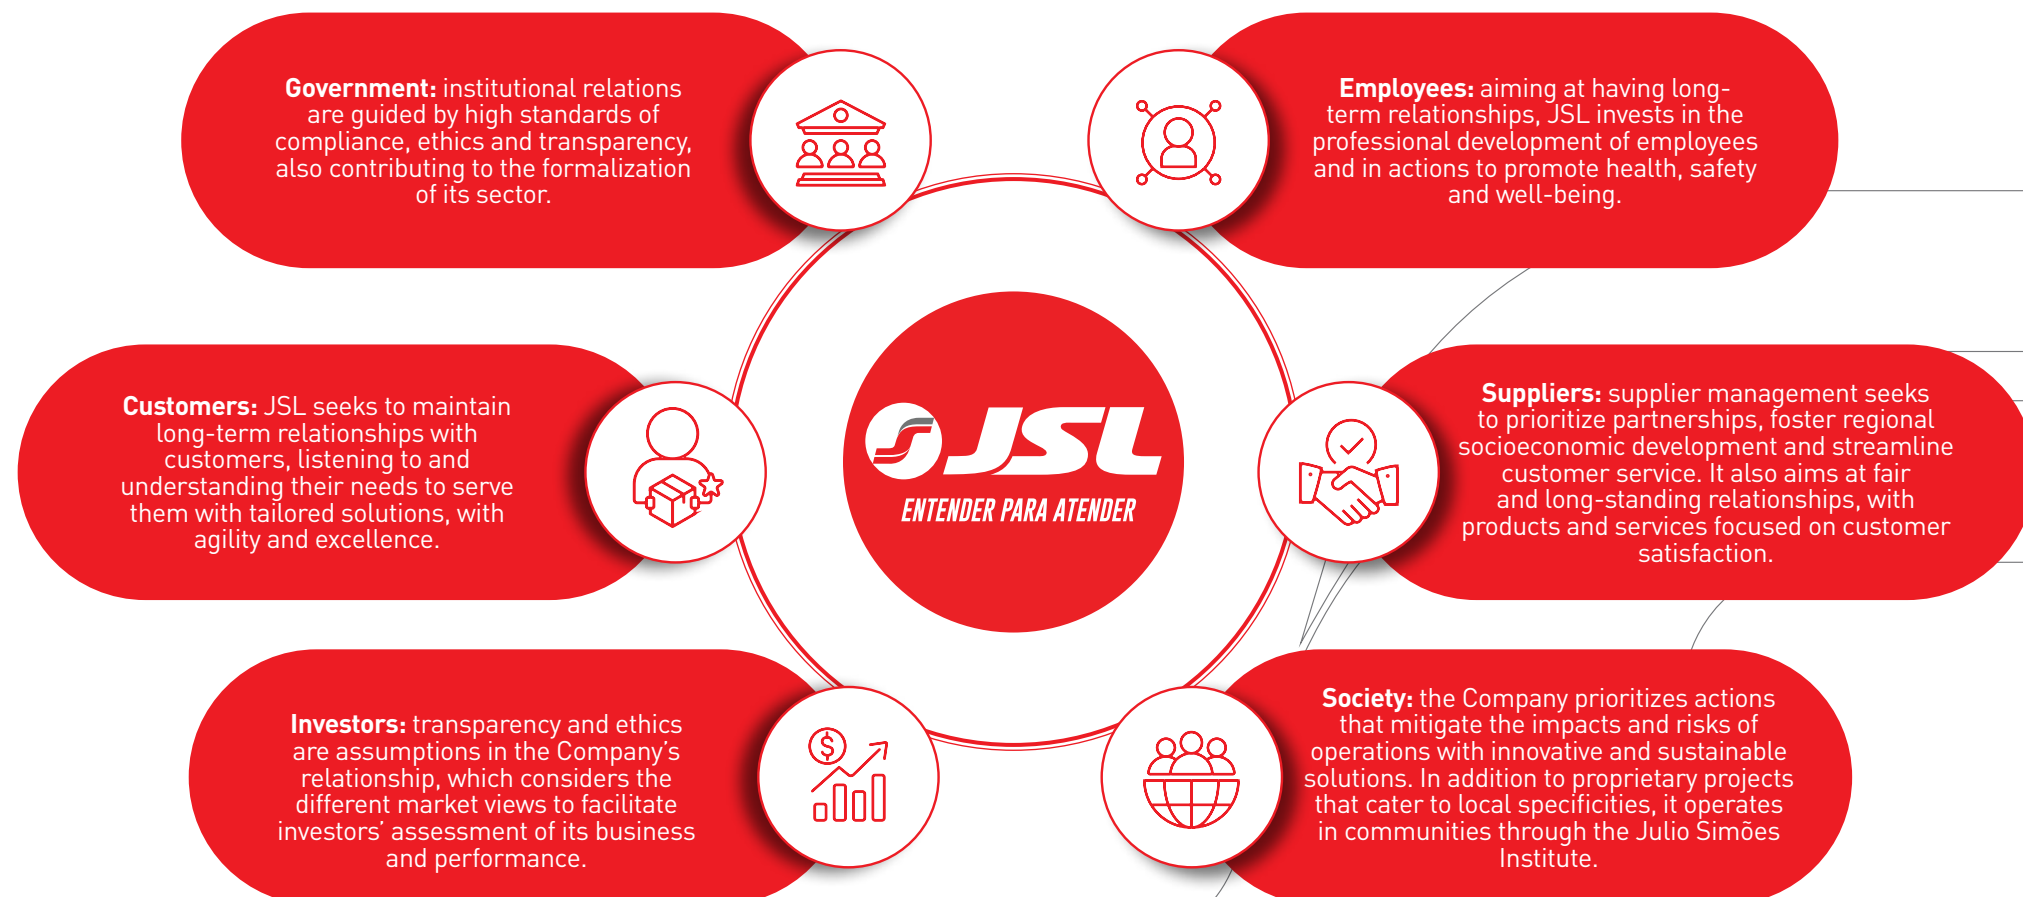 Government: institutional relations
are guided by high standards of
compliance, ethics and transparency,
also contributing to the formalization
of its sector.
Employees: aiming at having long-
term relationships, JSL invests in the
professional development of employees
and in actions to promote health, safety
and well-being.
Customers: JSL seeks to maintain
long-term relationships with
customers, listening to and
understanding their needs to serve
them with tailored solutions, with
agility and excellence.
JSL
ENTENDER PARA ATENDER
Suppliers: supplier management seeks
to prioritize partnerships, foster regional
socioeconomic development and streamline
customer service. It also aims at fair
and long-standing relationships, with
products and services focused on customer
satisfaction.
Investors: transparency and ethics
are assumptions in the Company’s
relationship, which considers the
different market views to facilitate
investors’ assessment of its business
and performance.
$
Society: the Company prioritizes actions
that mitigate the impacts and risks of
operations with innovative and sustainable
solutions. In addition to proprietary projects
that cater to local specificities, it operates
in communities through the Julio Simões
Institute.